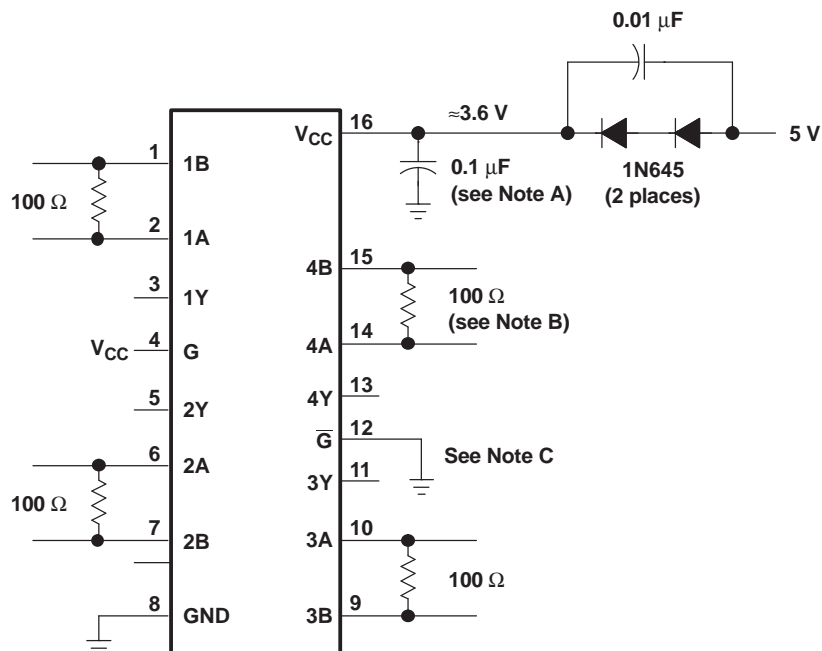 0.01 μF
VCC
16
≈3.6 V
5 V
1
1B
0.1 μF
(see Note A)
1N645
(2 places)
100 Ω
2
1A
4B
15
3
1Y
100 Ω
(see Note B)
VCC
4
G
4A
14
5
2Y
4Y
13
G̅
12
See Note C
6
2A
3Y
11
100 Ω
7
2B
3A
10
100 Ω
8
GND
3B
9